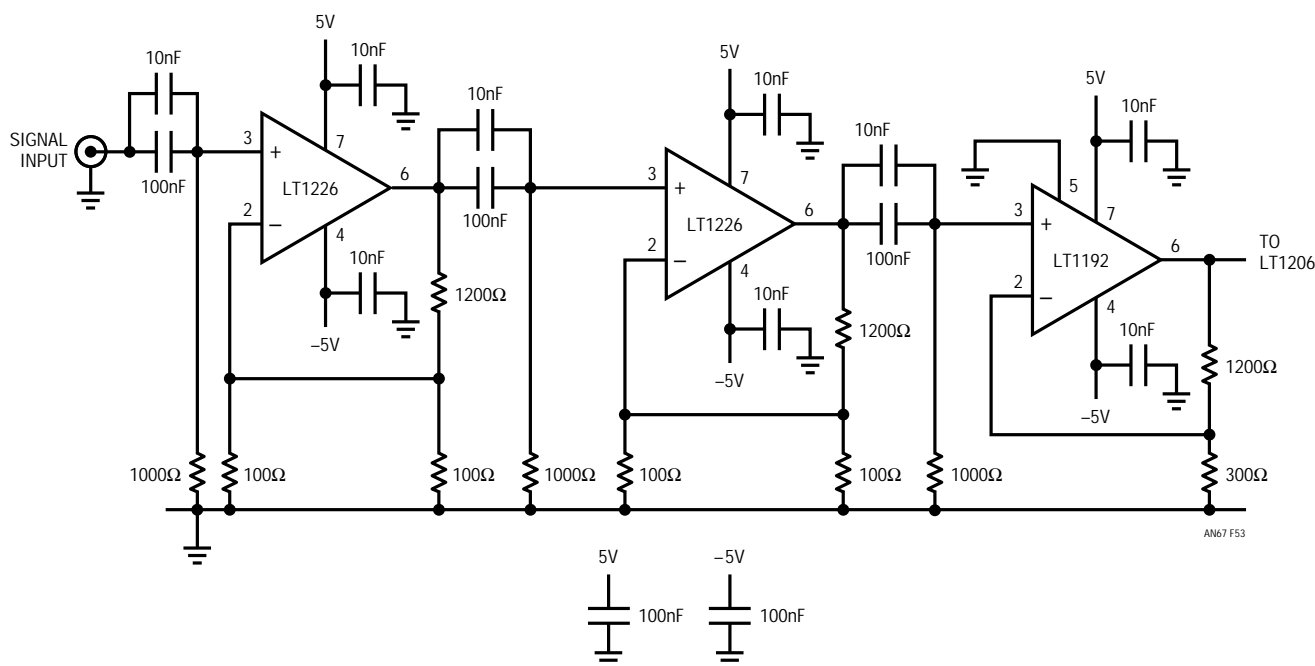 5V
10nF
10nF
SIGNAL
INPUT
3
+
7
100nF
LT1226
6
2
−
4
10nF
−5V
1200Ω
10nF
100nF
5V
10nF
3
+
7
LT1226
6
2
−
4
10nF
−5V
1200Ω
10nF
100nF
5V
10nF
5
3
+
7
LT1192
6
TO
LT1206
2
−
4
10nF
−5V
1200Ω
1000Ω
100Ω
100Ω
1000Ω
100Ω
100Ω
1000Ω
300Ω
AN67 F53
5V
100nF
−5V
100nF